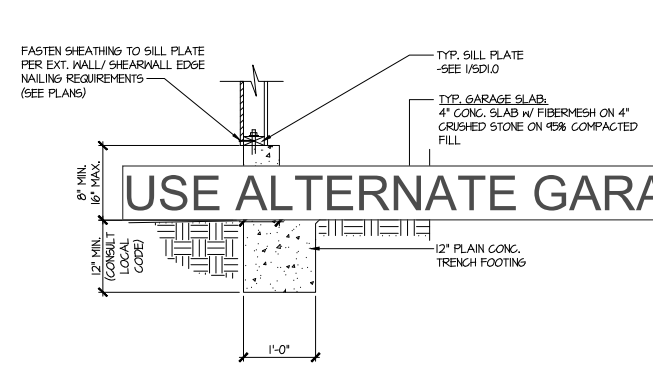 FASTEN SHEATHING TO SILL PLATE
PER EXT. WALL/ SHEARWALL EDGE
NAILING REQUIREMENTS
(SEE PLANS)
TYP. SILL PLATE
-SEE 1/SD1.0
TYP. GARAGE SLAB:
4" CONC. SLAB W/ FIBERMESH ON 4"
CRUSHED STONE ON 95% COMPACTED
FILL
8" MIN.
16" MAX.
USE ALTERNATE GARA
12" MIN.
(CONSULT
LOCAL
CODE)
12" PLAIN CONC.
TRENCH FOOTING
1'-0"